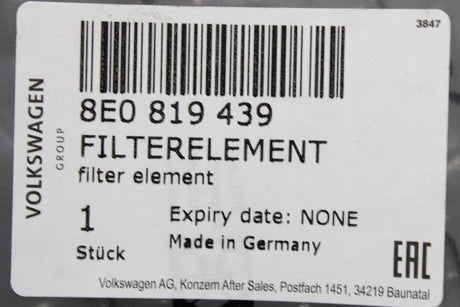 3847
VOLKSWAGEN
GROUP
8E0 819 439
FILTERELEMENT
filter element
1 Expiry date: NONE
Stück Made in Germany
EAC
Volkswagen AG, Konzern After Sales, Postfach 1451, 34219 Baunatal